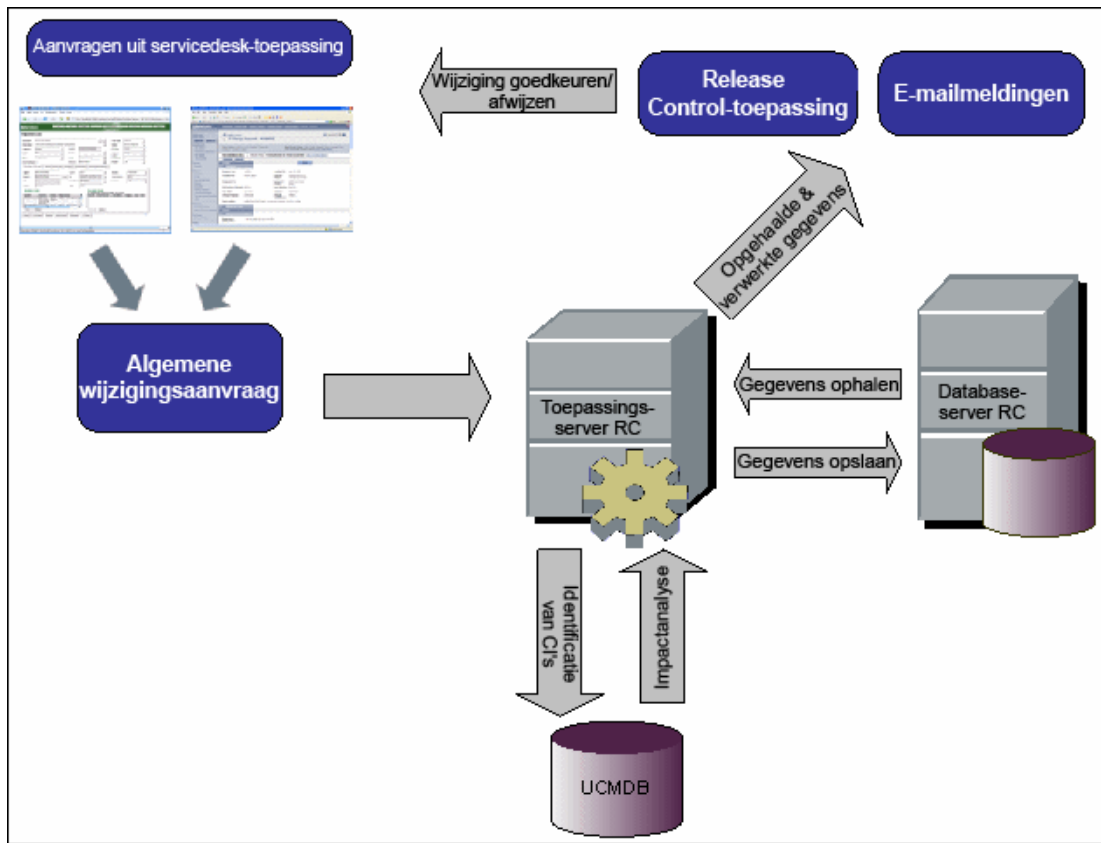 Aanvragen uit servicedesk-toepassing
Wijziging goedkeuren/
afwijzen
Release
Control-toepassing
E-mailmeldingen
Opgehaalde &
verwerkte gegevens
Algemene
wijzigingsaanvraag
Toepassings-
server RC
Gegevens ophalen
Gegevens opslaan
Database-
server RC
Identificatie
van CI's
Impactanalyse
UCMDB